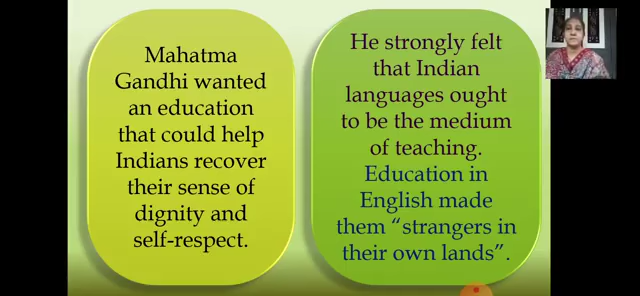 Mahatma
Gandhi wanted
an education
that could help
Indians recover
their sense of
dignity and
self-respect.
He strongly felt
that Indian
languages ought
to be the medium
of teaching.
Education in
English made
them “strangers in
their own lands”.